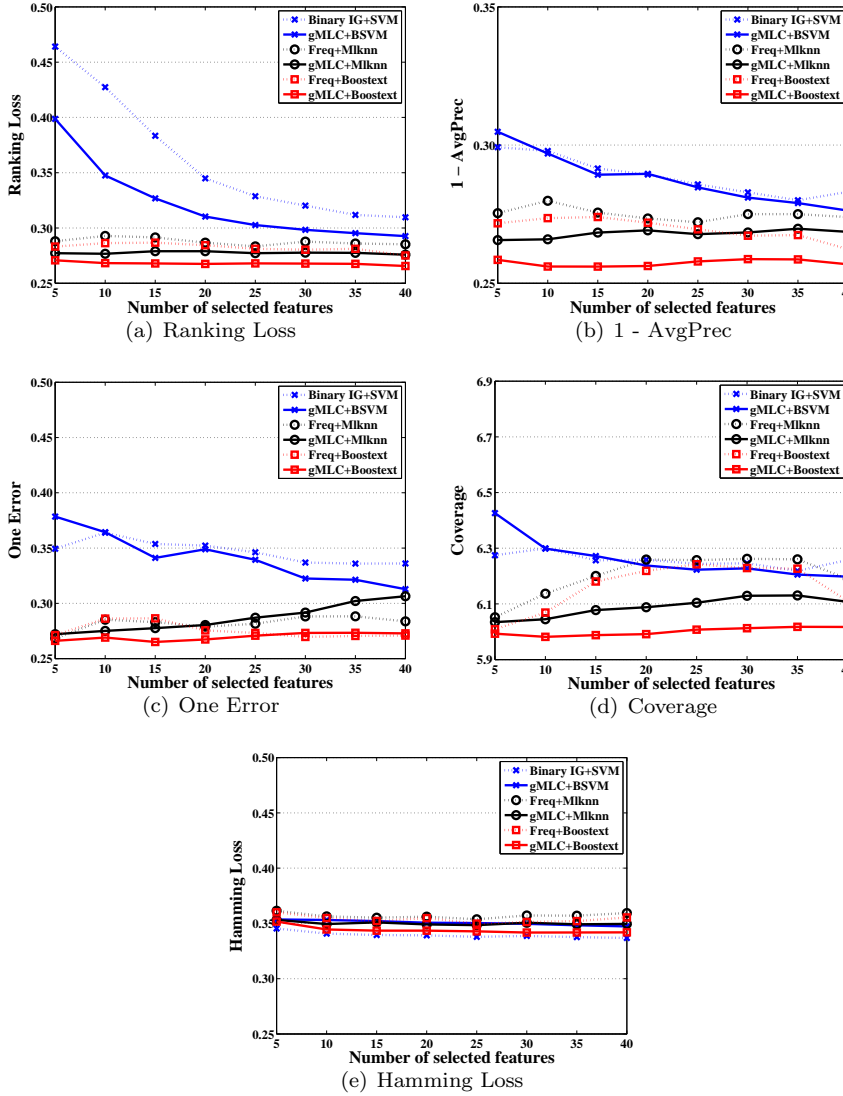 0.50
0.45
0.40
0.35
0.30
0.25
Ranking Loss
Binary IG+SVM
gMLC+BSVM
Freq+Mlknn
gMLC+Mlknn
Freq+Boostext
gMLC+Boostext
5 10 15 20 25 30 35 40
Number of selected features
(a) Ranking Loss
0.35
0.30
0.25
1 − AvgPrec
Binary IG+SVM
gMLC+BSVM
Freq+Mlknn
gMLC+Mlknn
Freq+Boostext
gMLC+Boostext
5 10 15 20 25 30 35 40
Number of selected features
(b) 1 - AvgPrec
0.50
0.45
0.40
0.35
0.30
0.25
One Error
Binary IG+SVM
gMLC+BSVM
Freq+Mlknn
gMLC+Mlknn
Freq+Boostext
gMLC+Boostext
5 10 15 20 25 30 35 40
Number of selected features
(c) One Error
6.9
6.7
6.5
6.3
6.1
5.9
Coverage
Binary IG+SVM
gMLC+BSVM
Freq+Mlknn
gMLC+Mlknn
Freq+Boostext
gMLC+Boostext
5 10 15 20 25 30 35
Number of selected features
(d) Coverage
0.50
0.45
0.40
0.35
0.30
0.25
Hamming Loss
Binary IG+SVM
gMLC+BSVM
Freq+Mlknn
gMLC+Mlknn
Freq+Boostext
gMLC+Boostext
5 10 15 20 25 30 35 40
Number of selected features
(e) Hamming Loss